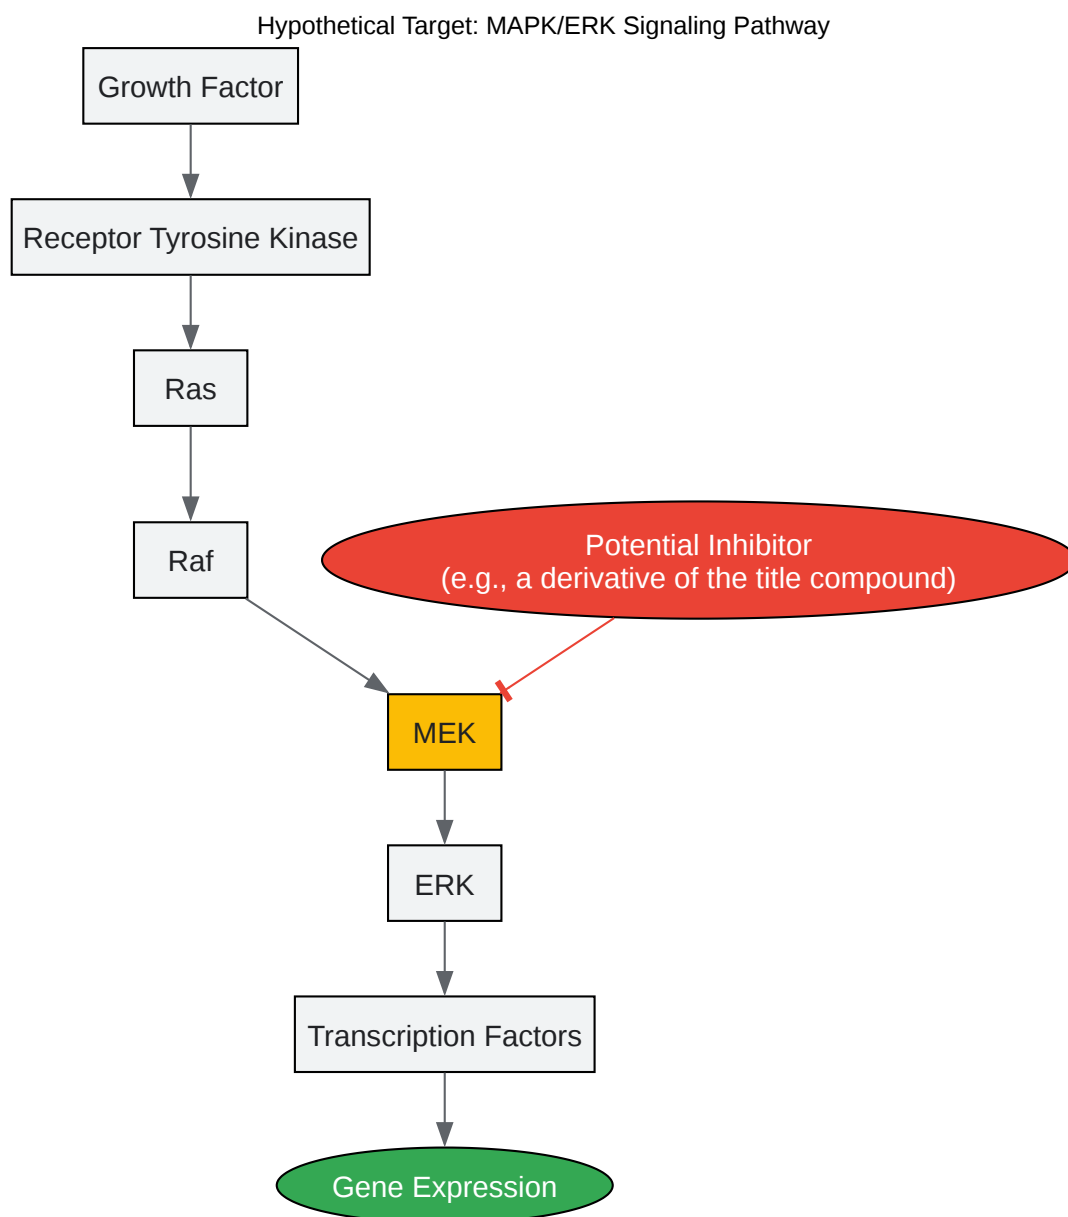 Hypothetical Target: MAPK/ERK Signaling Pathway
Growth Factor
Receptor Tyrosine Kinase
Ras
Raf
Potential Inhibitor
(e.g., a derivative of the title compound)
MEK
ERK
Transcription Factors
Gene Expression